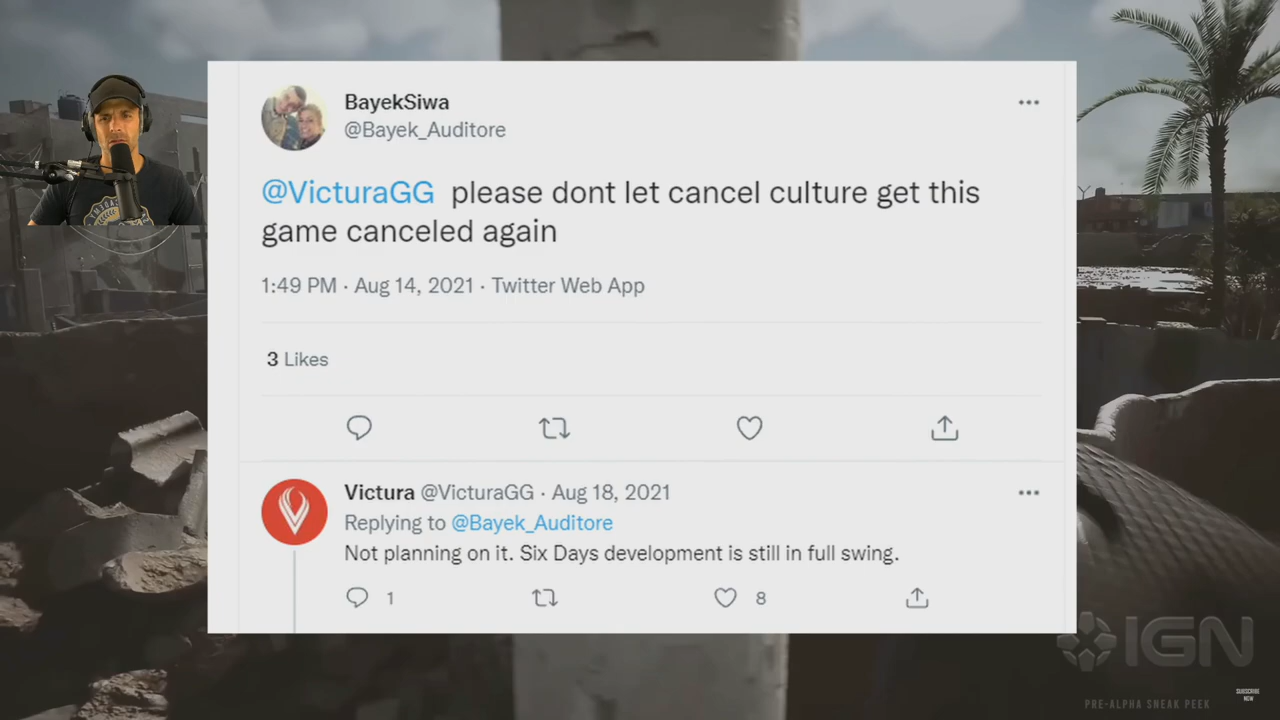 BayekSiwa
@Bayek_Auditore
@VicturaGG please dont let cancel culture get this
game canceled again
1:49 PM · Aug 14, 2021 · Twitter Web App
3 Likes
Victura @VicturaGG · Aug 18, 2021
Replying to @Bayek_Auditore
Not planning on it. Six Days development is still in full swing.
1 8
IGN
SUBSCRIBE
NOW
PRE-ALPHA SNEAK PEEK